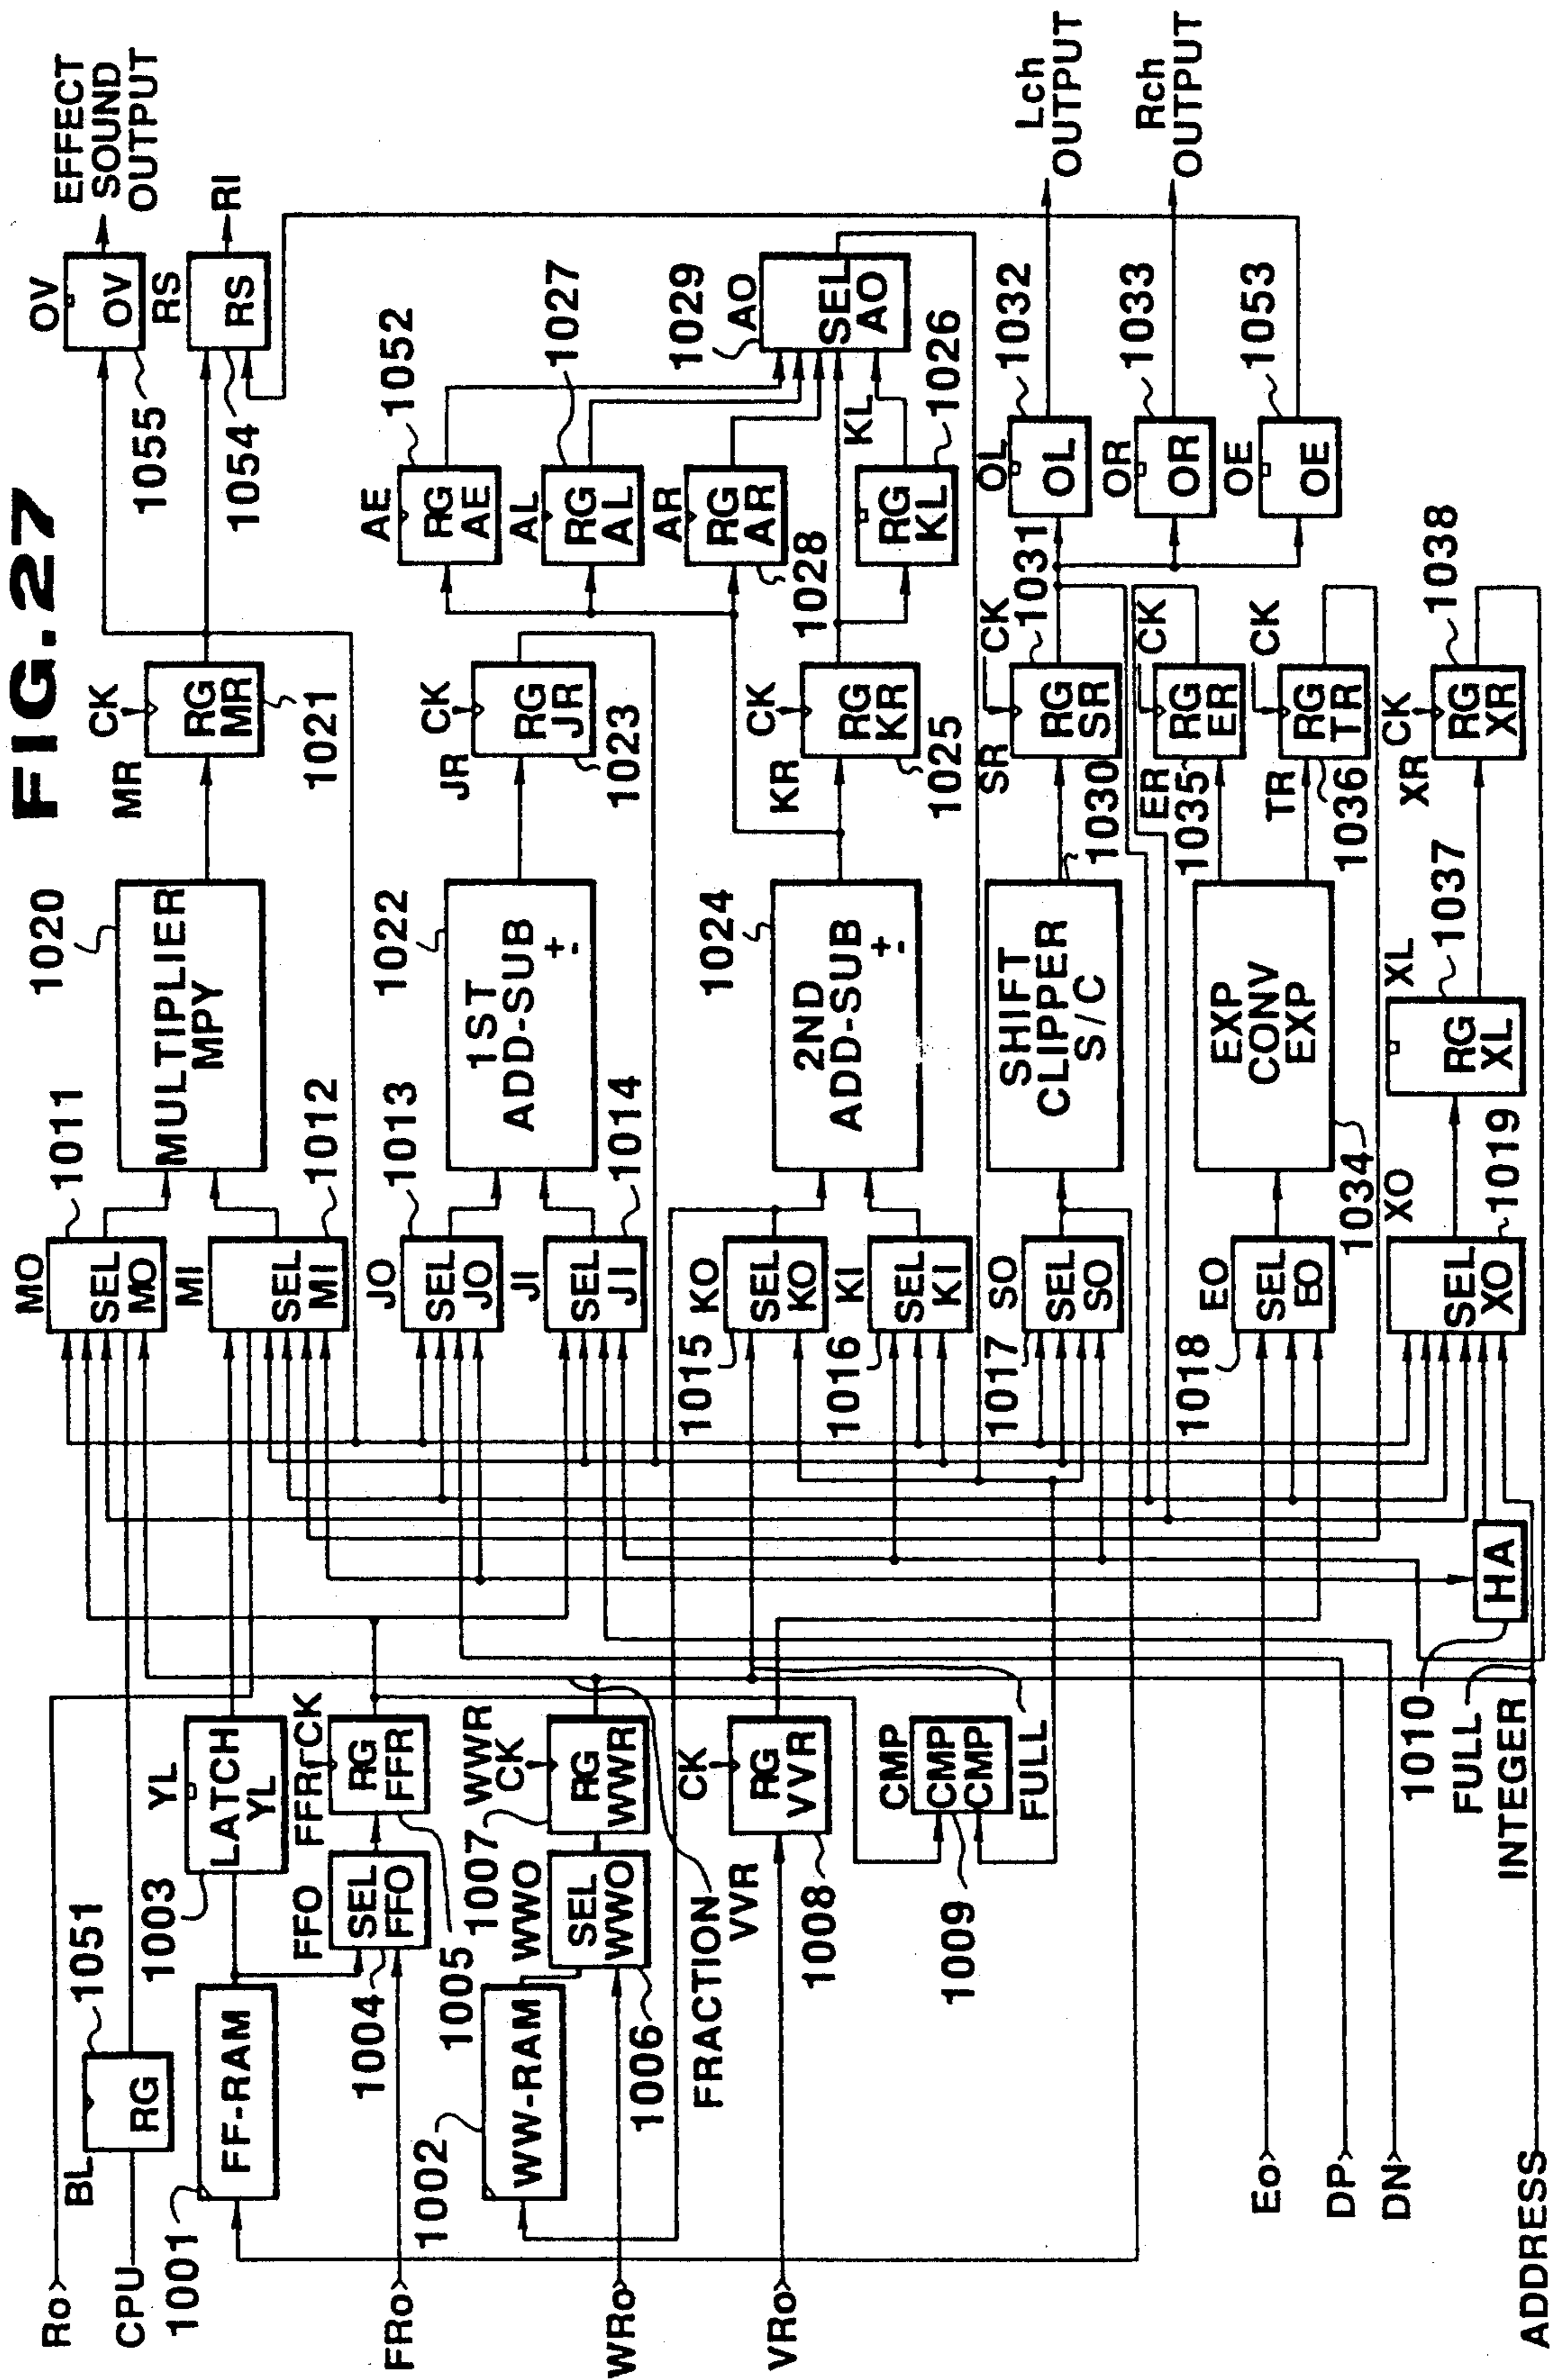 FIG.27
Ro
CPU
BL
1051
RG
1001
FF-RAM
1003
YL
LATCH
YL
FFO
SEL
FFO
1004
1005
FFR
CK
RG
FFR
FRo
1002
WW-RAM
1006
WWO
SEL
WWO
1007
WWR
CK
RG
WWR
WRo
FRACTION
VRo
VVR
1008
CK
RG
VVR
1009
CMP
CMP
CMP
FULL
Eo
DP
DN
ADDRESS
1010
FULL
INTEGER
HA
MO
1011
SEL
MO
MI
1012
SEL
MI
JO
1013
SEL
JO
JI
1014
SEL
JI
1015
KO
SEL
KO
1016
KI
SEL
KI
1017
SO
SEL
SO
1018
EO
SEL
EO
XO
1019
SEL
XO
1020
MULTIPLIER
MPY
1022
1ST
ADD-SUB
+-
1024
2ND
ADD-SUB
+-
1030
SHIFT
CLIPPER
S/C
1034
EXP
CONV
EXP
XL
1037
RG
XL
MR
CK
RG
MR
1021
JR
CK
RG
JR
1023
KR
CK
RG
KR
1025
SR
CK
1031
RG
SR
ER
1035
CK
RG
ER
TR
1036
CK
RG
TR
XR
CK
1038
RG
XR
AE
1052
RG
AE
AL
1027
RG
AL
AR
1028
RG
AR
KL
1026
RG
KL
1029
AO
SEL
AO
OL
1032
OL
OR
1033
OR
OE
1053
OE
OV
OV
1055
RS
RS
1054
RI
EFFECT
SOUND
OUTPUT
Lch
OUTPUT
Rch
OUTPUT